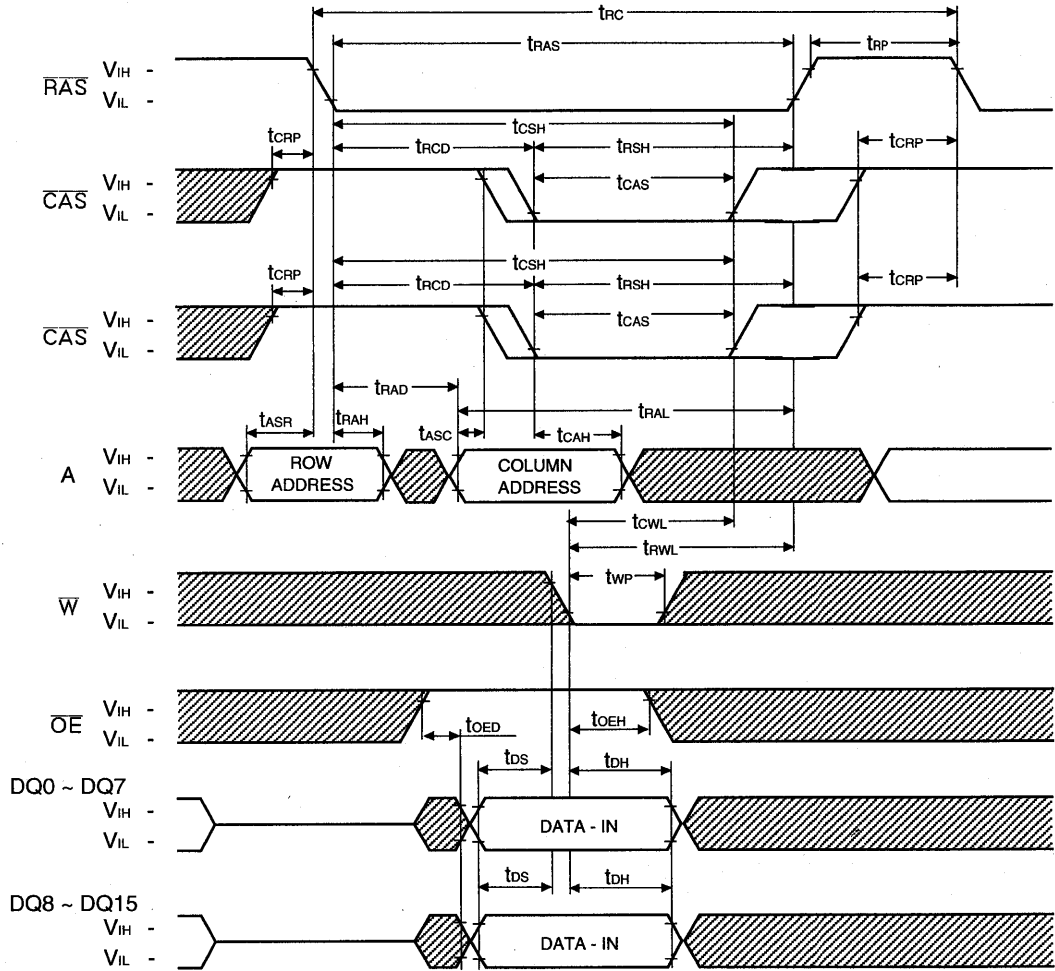 tRC
tRAS
tRP
RAS
VIH -
VIL -
tCSH
tCRP
tRCD
tRSH
tCRP
CAS
VIH -
VIL -
tCAS
tCSH
tCRP
tRCD
tRSH
tCRP
CAS
VIH -
VIL -
tCAS
tRAD
tRAL
tASR
tRAH
tASC
tCAH
A
VIH -
VIL -
ROW
ADDRESS
COLUMN
ADDRESS
tCWL
tRWL
tWP
W
VIH -
VIL -
OE
VIH -
VIL -
tOED
tOEH
tDS
tDH
DQ0 ~ DQ7
VIH -
VIL -
DATA - IN
tDS
tDH
DQ8 ~ DQ15
VIH -
VIL -
DATA - IN